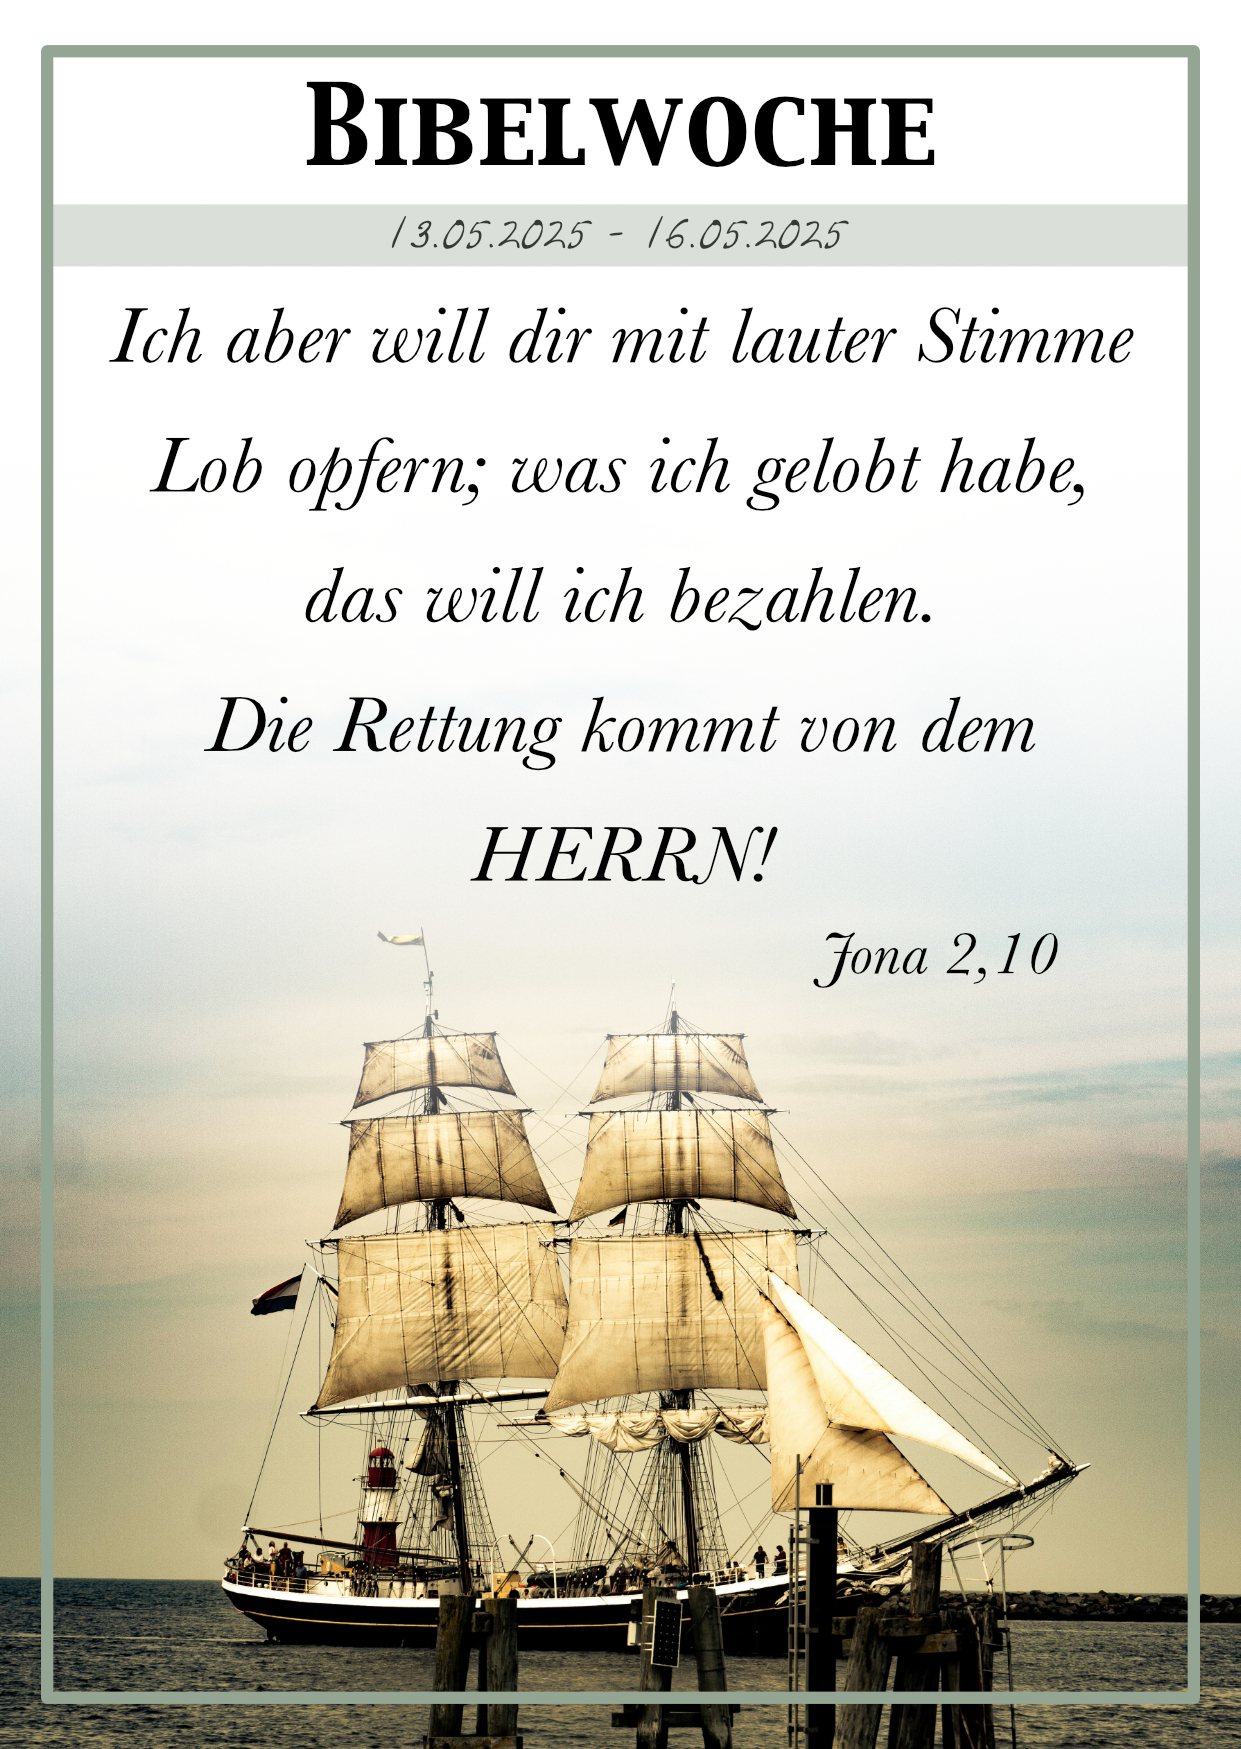 BIBELWOCHE
13.05.2025 - 16.05.2025
Ich aber will dir mit lauter Stimme
Lob opfern; was ich gelobt habe,
das will ich bezahlen.
Die Rettung kommt von dem
HERRN!
Jona 2,10